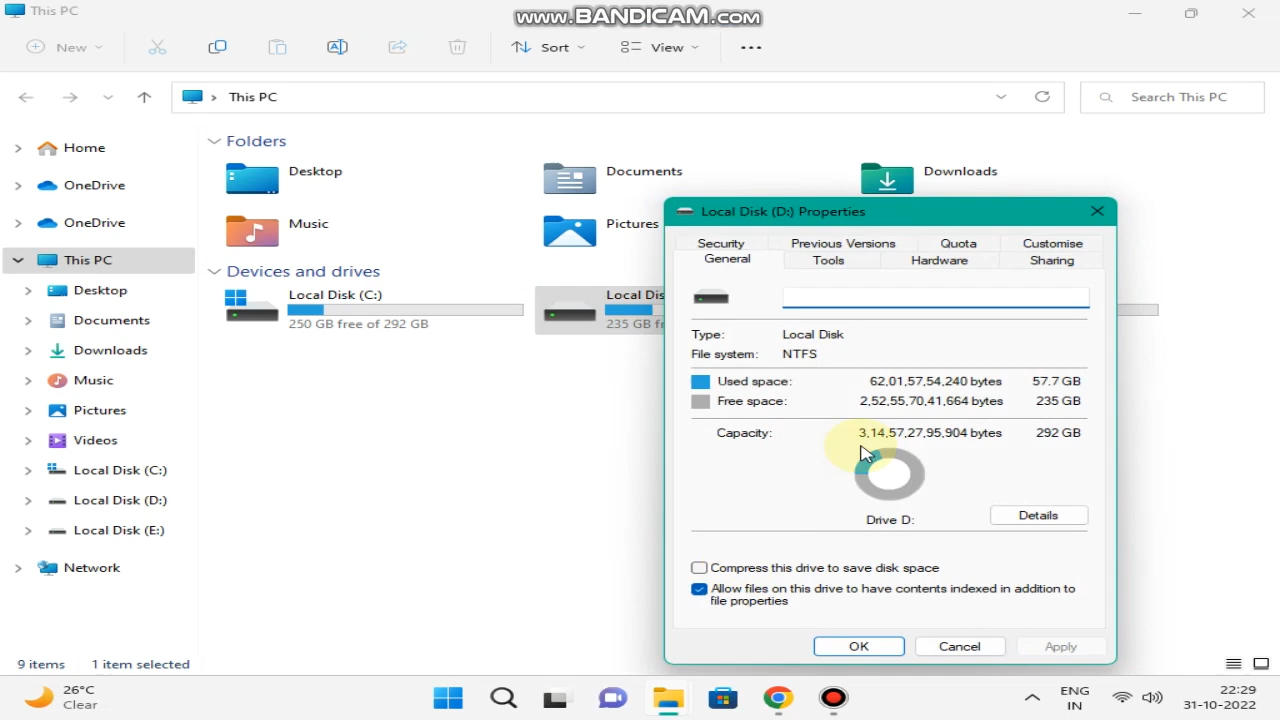 This PC
www.BANDICAM.com
New
Sort
View
This PC
Search This PC
Home
OneDrive
OneDrive
This PC
Desktop
Documents
Downloads
Music
Pictures
Videos
Local Disk (C:)
Local Disk (D:)
Local Disk (E:)
Network
Folders
Desktop
Documents
Downloads
Music
Pictures
Devices and drives
Local Disk (C:)
250 GB free of 292 GB
Local Dis
235 GB fr
Local Disk (D:) Properties
Security
Previous Versions
Quota
Customise
General
Tools
Hardware
Sharing
Type: Local Disk
File system: NTFS
Used space: 62,01,57,54,240 bytes 57.7 GB
Free space: 2,52,55,70,41,664 bytes 235 GB
Capacity: 3,14,57,27,95,904 bytes 292 GB
Drive D:
Details
Compress this drive to save disk space
Allow files on this drive to have contents indexed in addition to
file properties
OK
Cancel
Apply
9 items
1 item selected
26°C
Clear
ENG
IN
22:29
31-10-2022